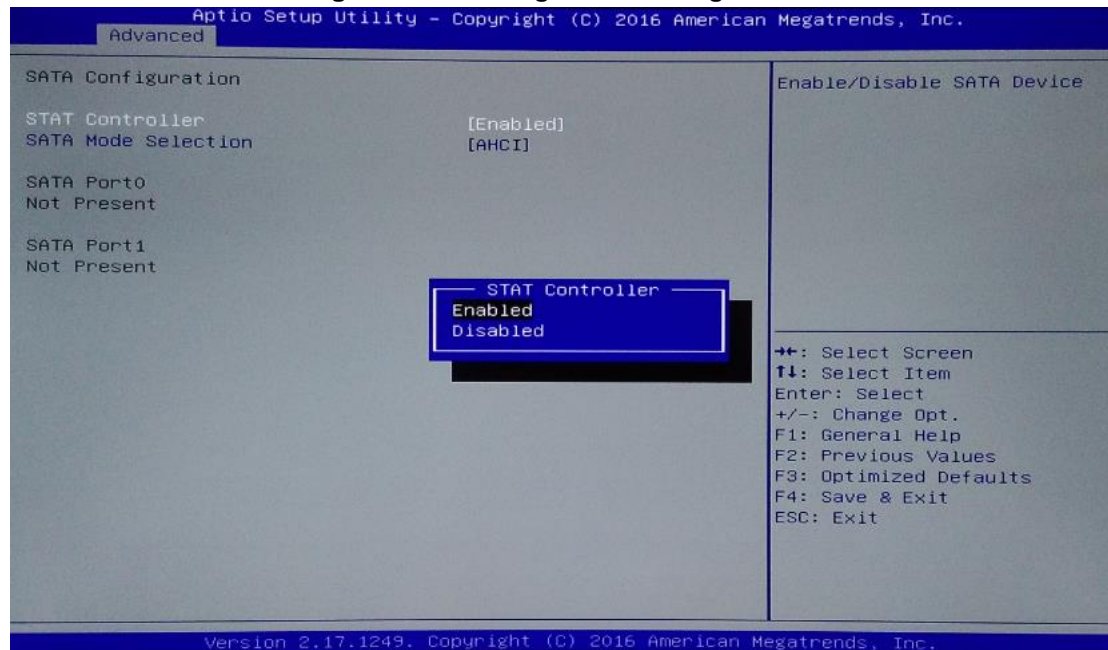 Aptio Setup Utility – Copyright (C) 2016 American Megatrends, Inc.
Advanced
SATA Configuration
STAT Controller [Enabled]
SATA Mode Selection [AHCI]
SATA Port0
Not Present
SATA Port1
Not Present
STAT Controller
Enabled
Disabled
Enable/Disable SATA Device
→←: Select Screen
↑↓: Select Item
Enter: Select
+/-: Change Opt.
F1: General Help
F2: Previous Values
F3: Optimized Defaults
F4: Save & Exit
ESC: Exit
Version 2.17.1249. Copyright (C) 2016 American Megatrends, Inc.